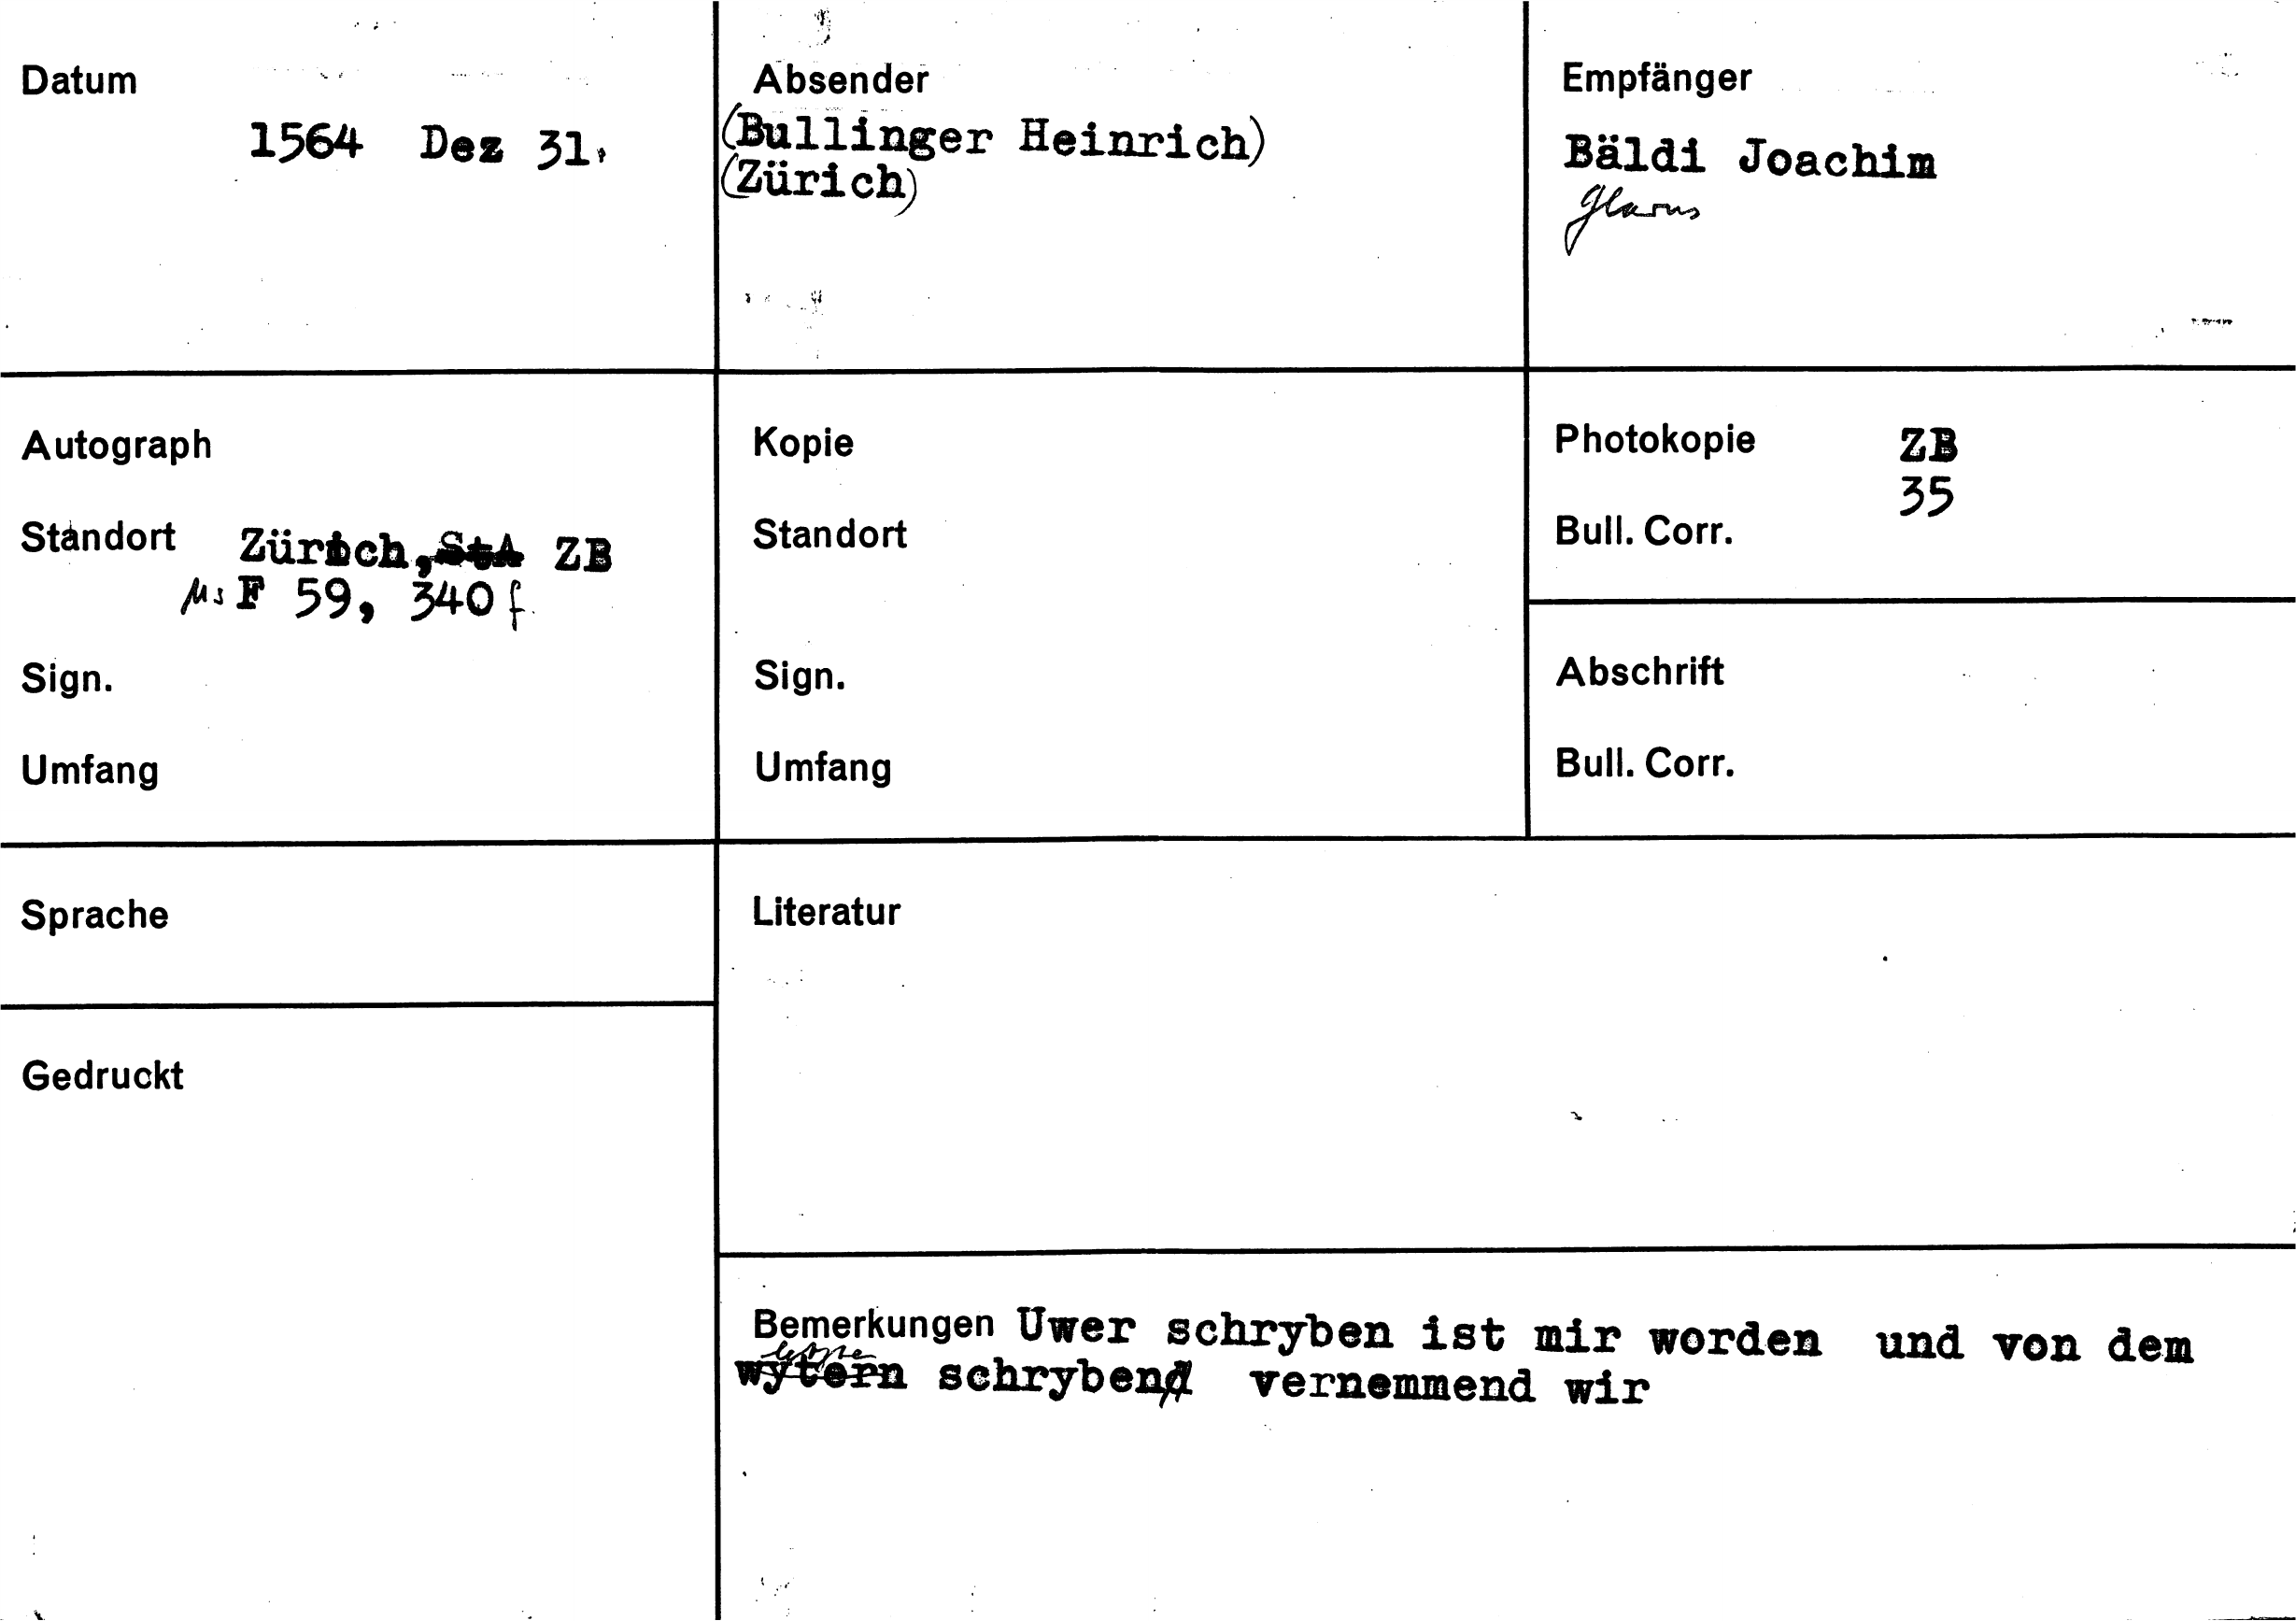 Datum
1564 Dez 31.
Absender
(Bullinger Heinrich)
(Zürich)
Empfänger
Bäldi Joachim
Glarus
Autograph
Standort Zürich, StA ZB
Ms F 59, 340 f.
Sign.
Umfang
Kopie
Standort
Sign.
Umfang
Photokopie ZB
35
Bull. Corr.
Abschrift
Bull. Corr.
Sprache
Gedruckt
Literatur
Bemerkungen Uwer schryben ist mir worden und von dem
wytern schryben vernemmend wir